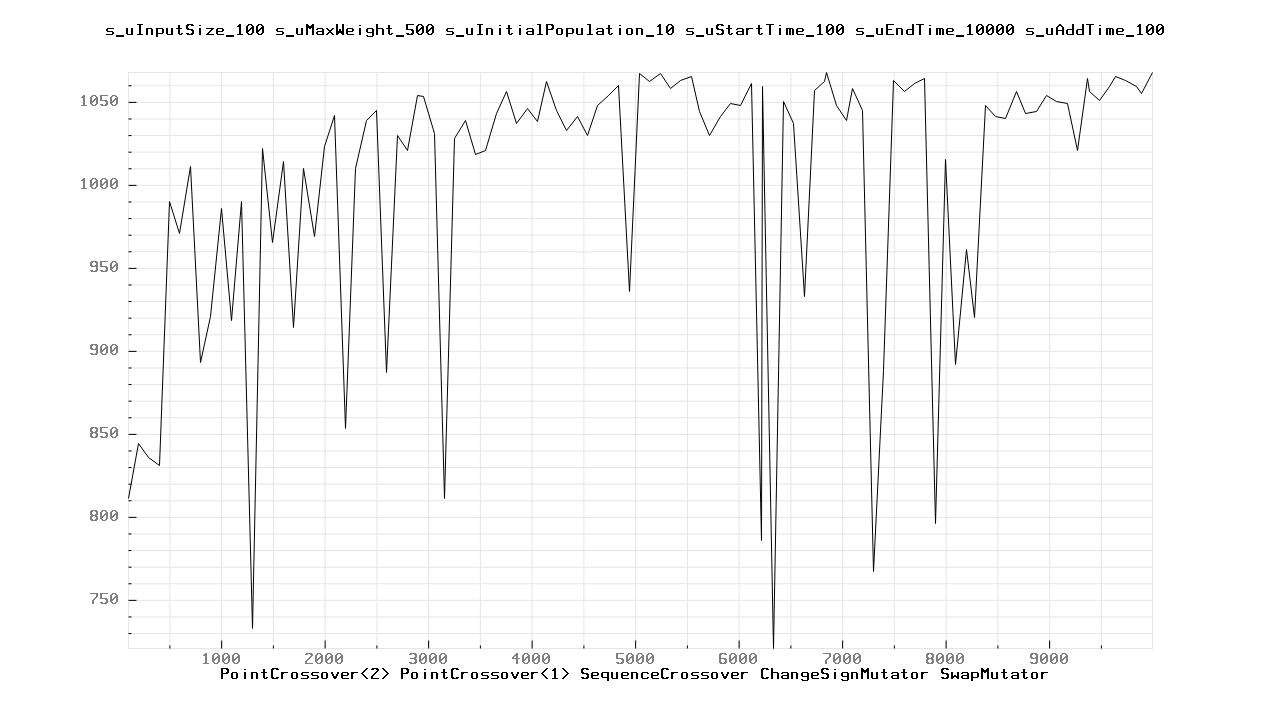 s_uInputSize_100 s_uMaxWeight_500 s_uInitialPopulation_10 s_uStartTime_100 s_uEndTime_10000 s_uAddTime_100
1050
1000
950
900
850
800
750
1000 2000 3000 4000 5000 6000 7000 8000 9000
PointCrossover<2> PointCrossover<1> SequenceCrossover ChangeSignMutator SwapMutator